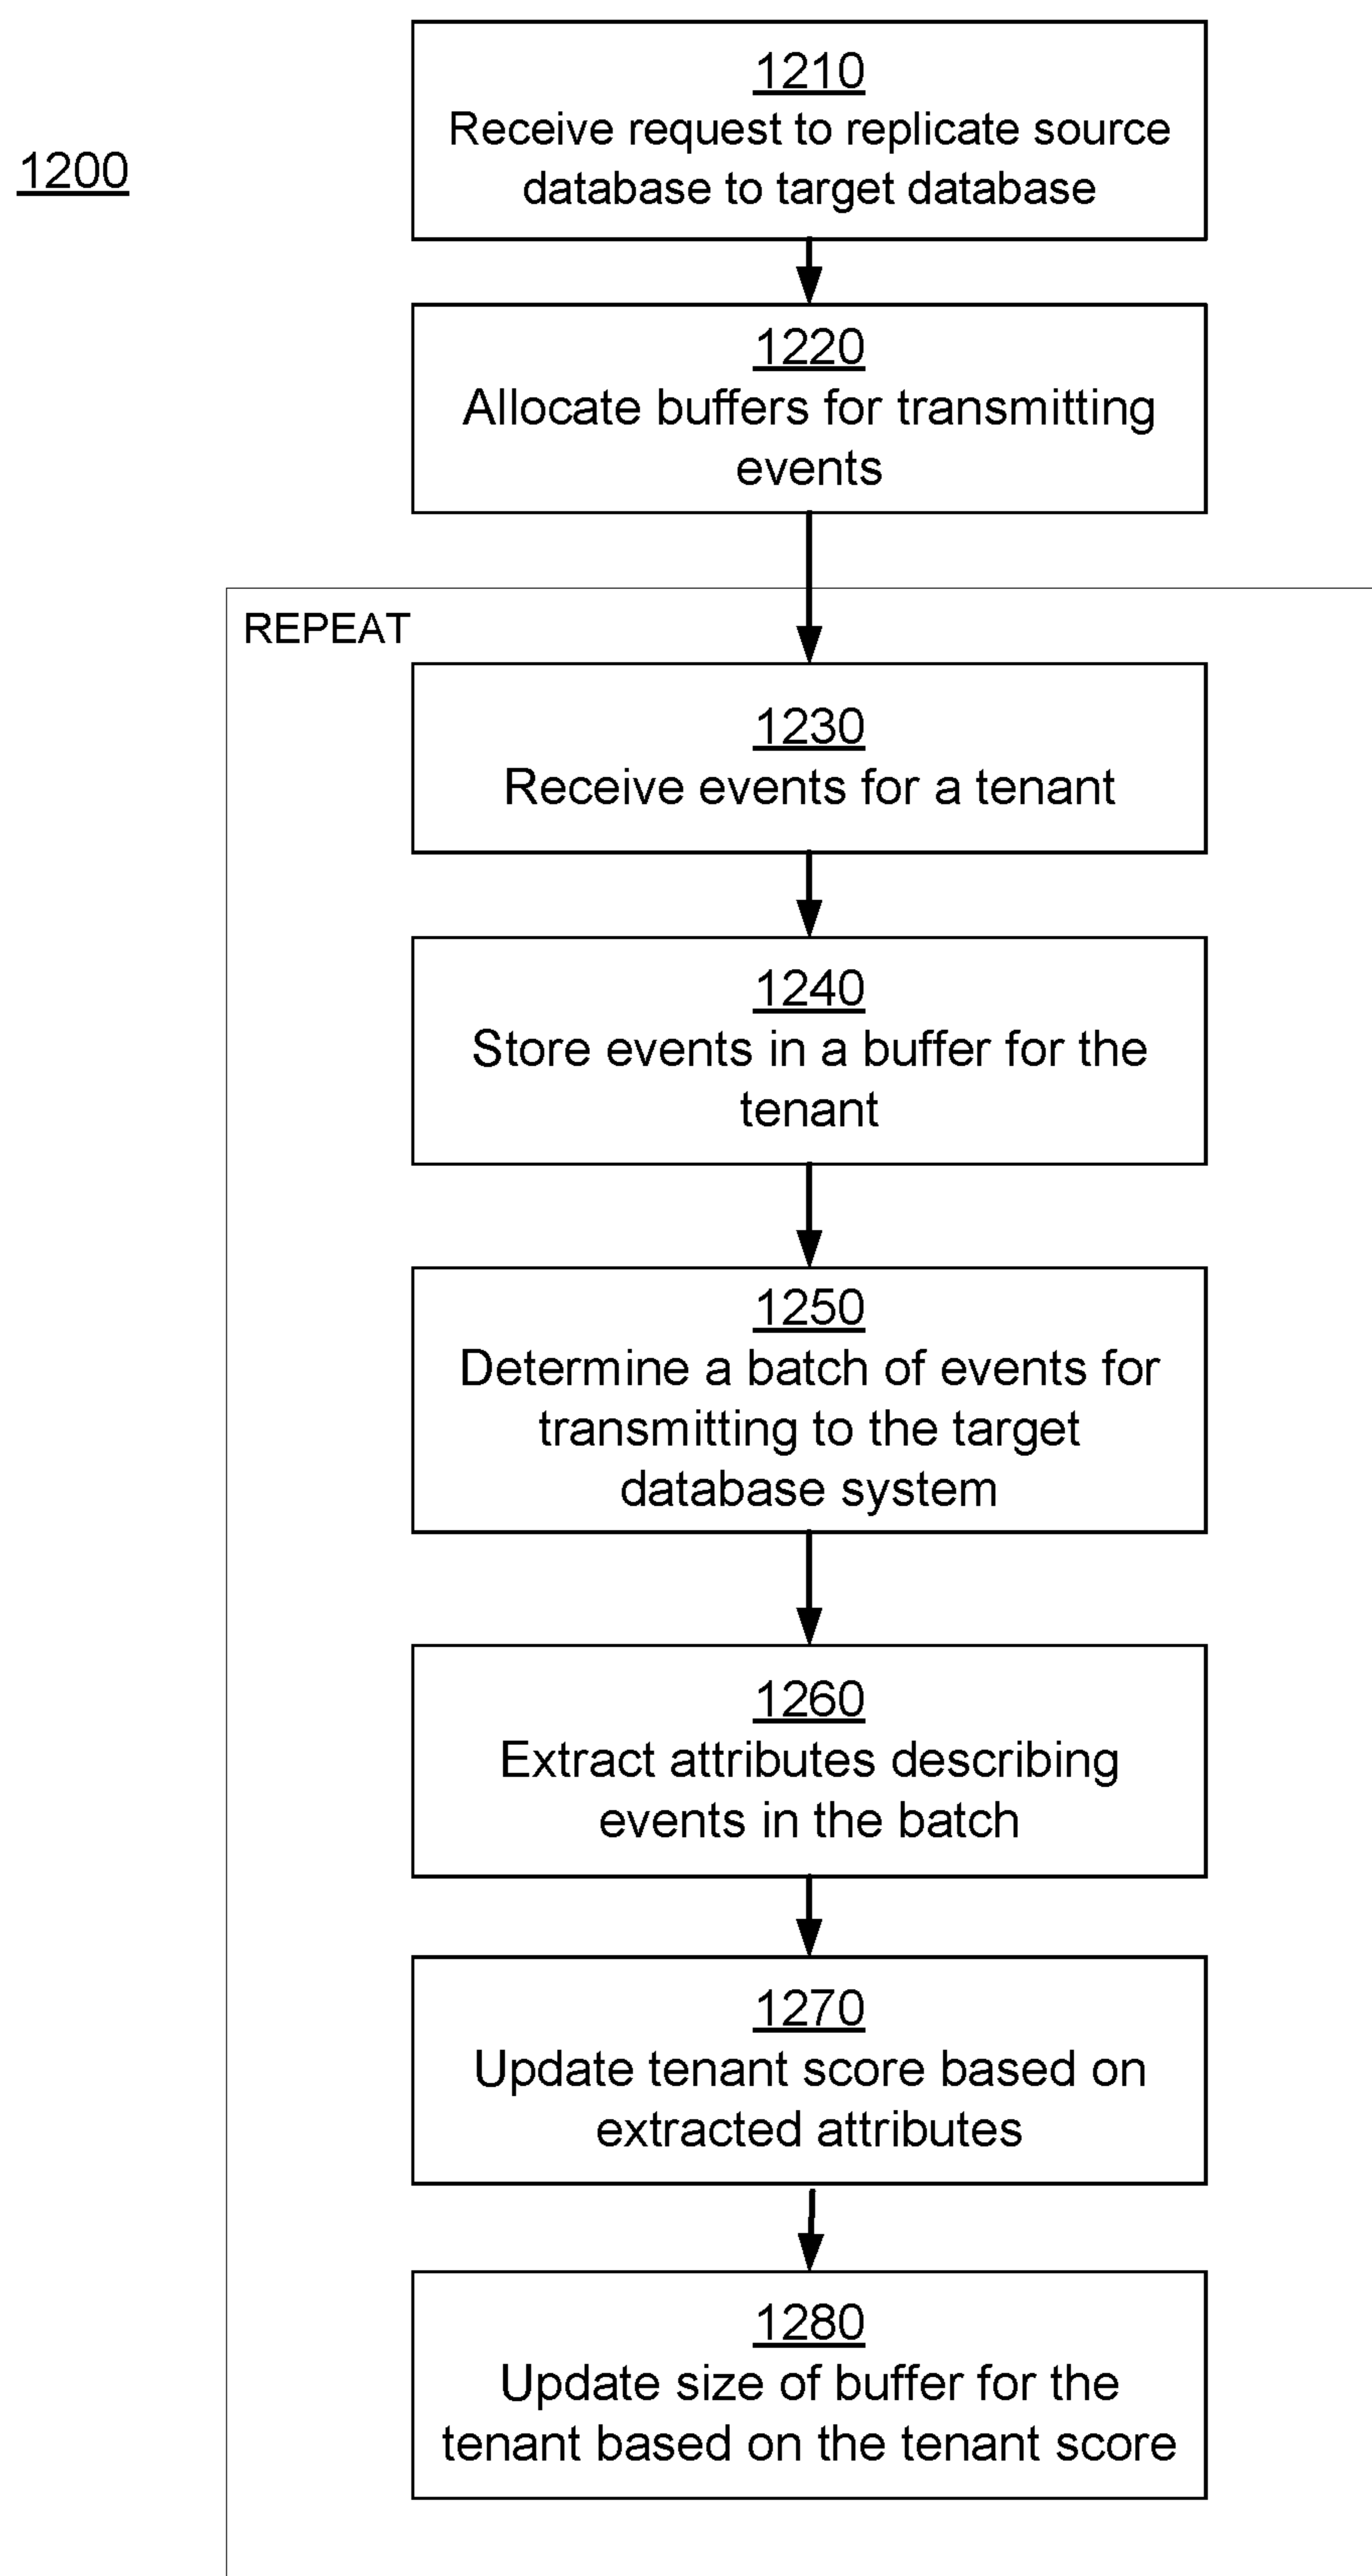 1210
Receive request to replicate source
database to target database
1200
1220
Allocate buffers for transmitting
events
REPEAT
1230
Receive events for a tenant
1240
Store events in a buffer for the
tenant
1250
Determine a batch of events for
transmitting to the target
database system
1260
Extract attributes describing
events in the batch
1270
Update tenant score based on
extracted attributes
1280
Update size of buffer for the
tenant based on the tenant score